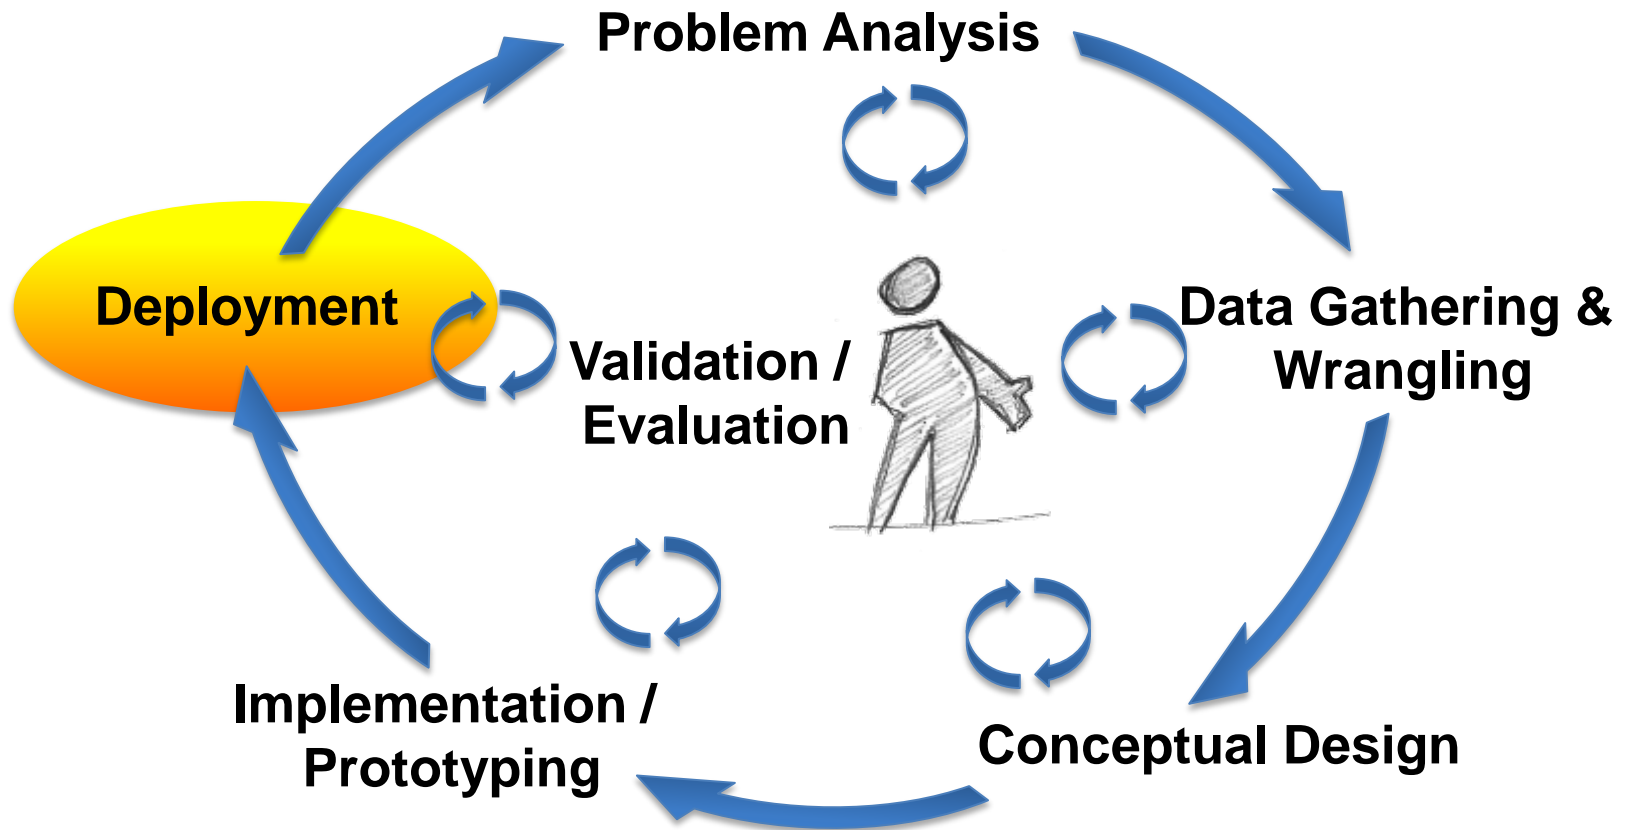 Problem Analysis
Data Gathering &
Wrangling
Conceptual Design
Implementation /
Prototyping
Deployment
Validation /
Evaluation